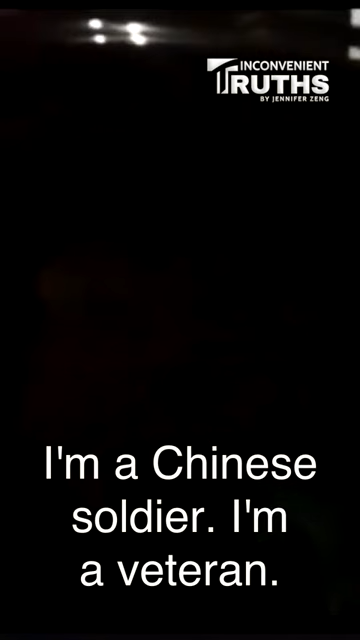 INCONVENIENT
TRUTHS
BY JENNIFER ZENG
I'm a Chinese
soldier. I'm
a veteran.